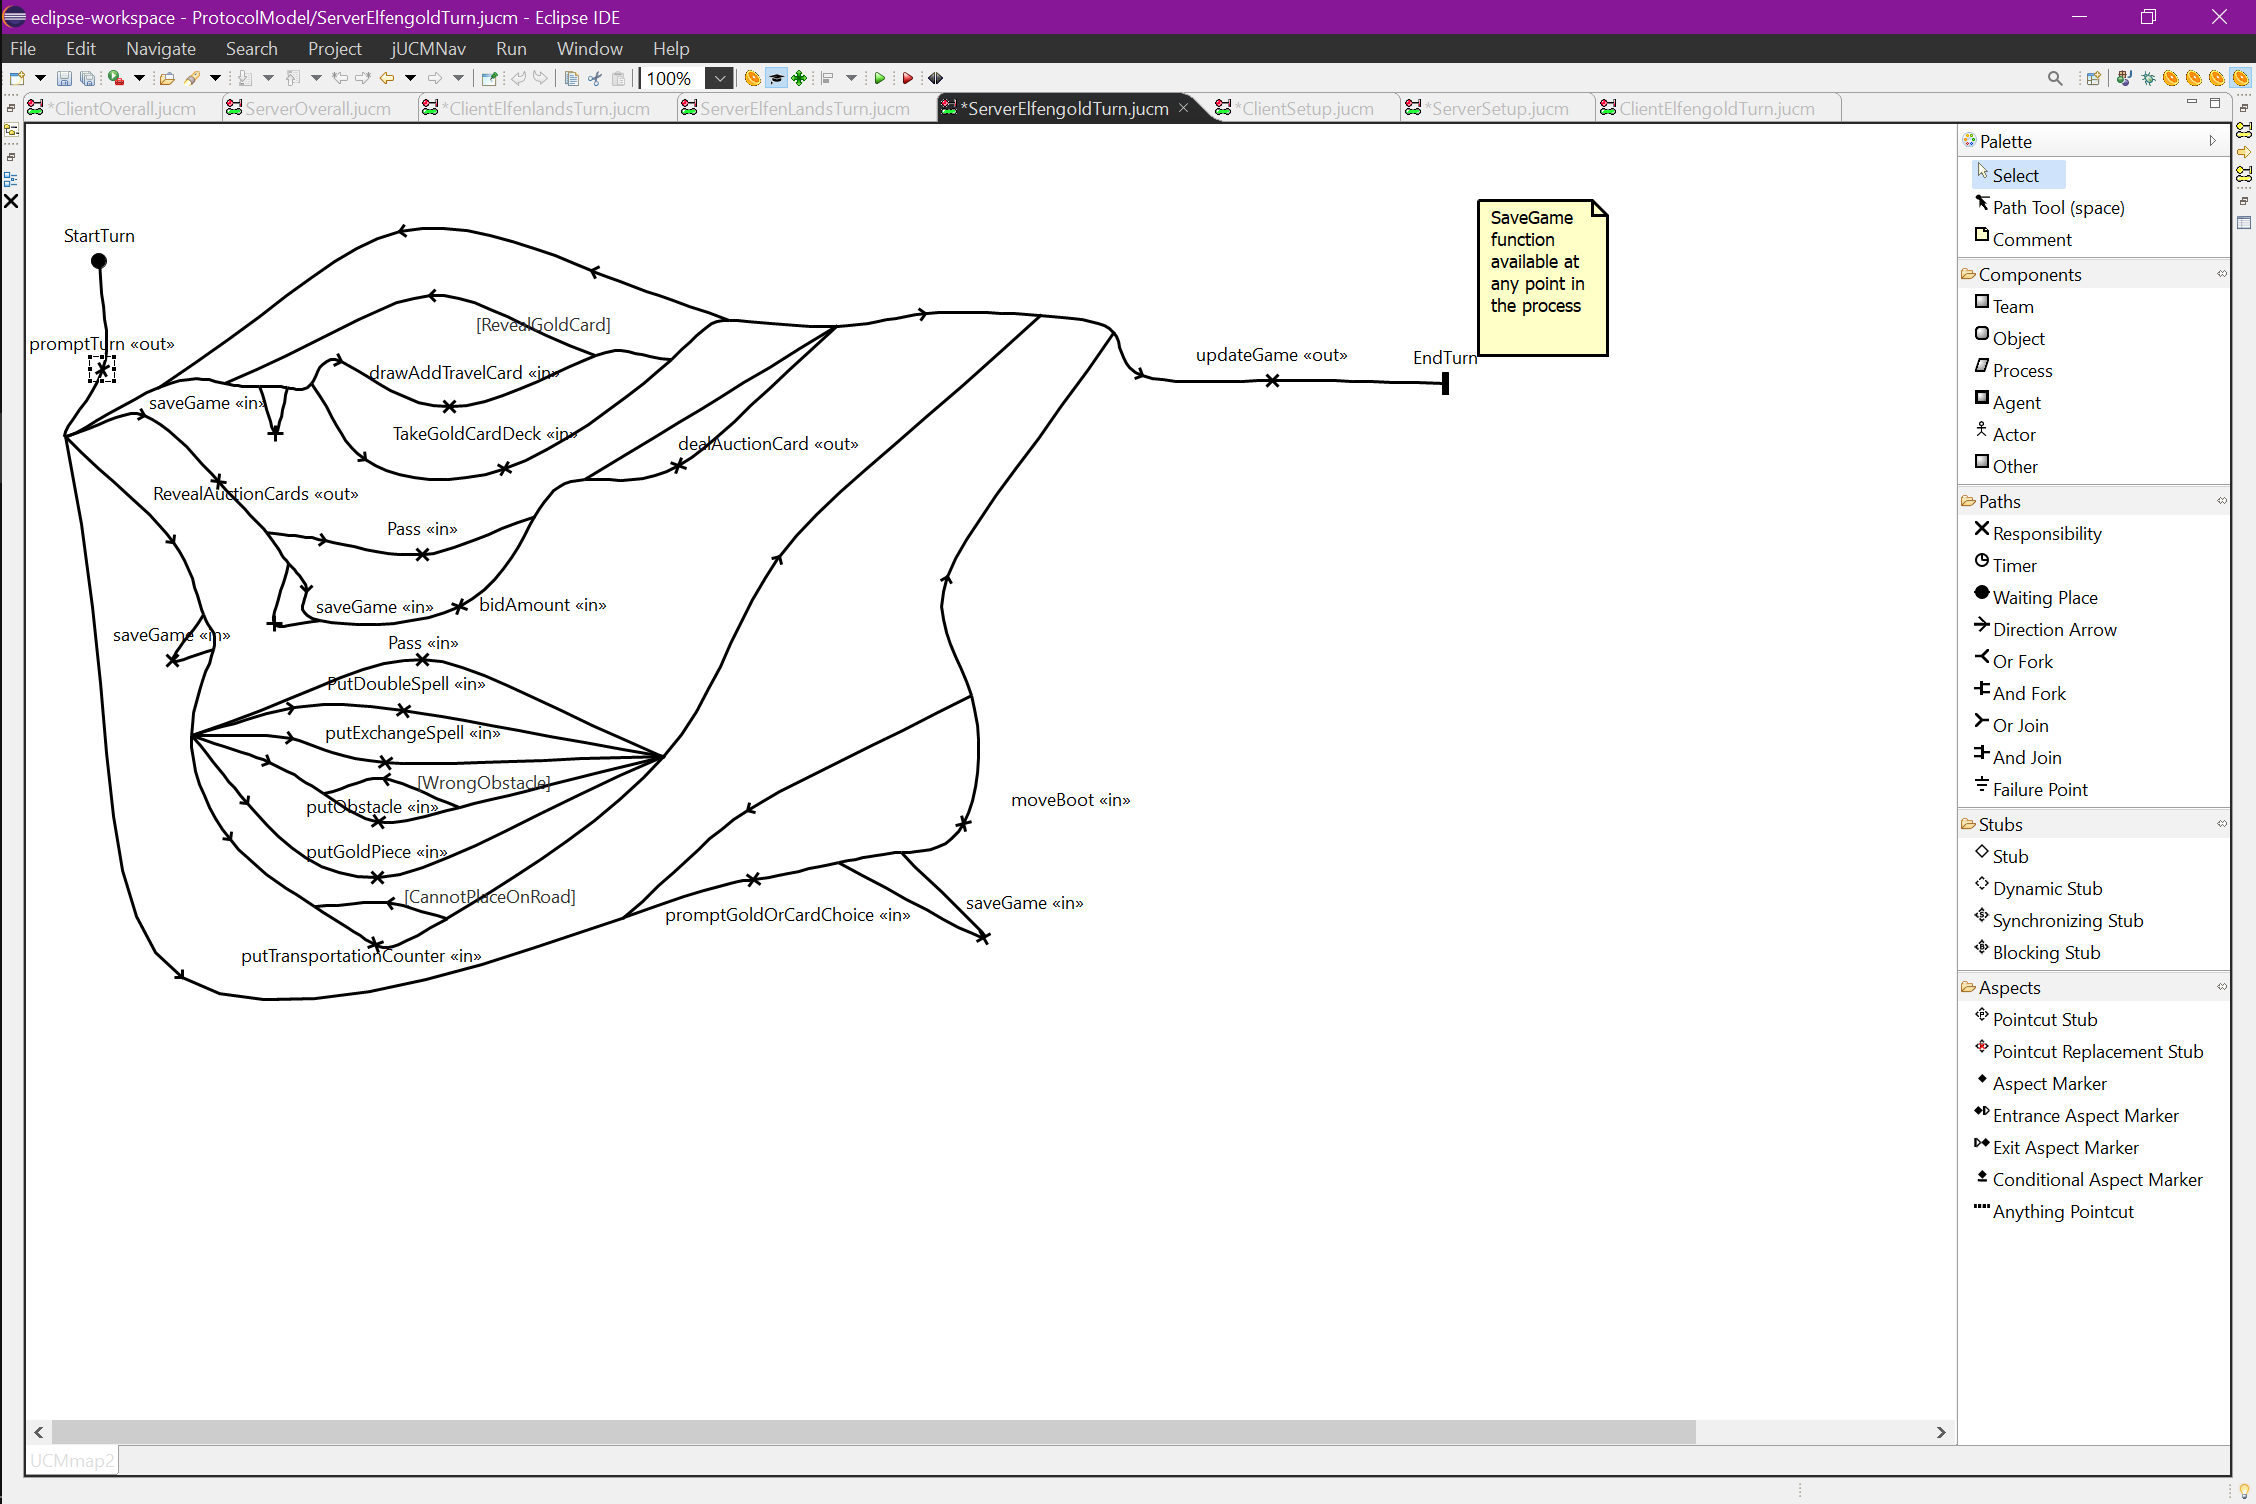 eclipse-workspace - ProtocolModel/ServerElfengoldTurn.jucm - Eclipse IDE
File Edit Navigate Search Project jUCMNav Run Window Help
100%
*ClientOverall.jucm ServerOverall.jucm *ClientElfenlandsTurn.jucm ServerElfenLandsTurn.jucm *ServerElfengoldTurn.jucm *ClientSetup.jucm *ServerSetup.jucm ClientElfengoldTurn.jucm
StartTurn
promptTurn «out»
[RevealGoldCard]
drawAddTravelCard «in»
saveGame «in»
TakeGoldCardDeck «in»
dealAuctionCard «out»
RevealAuctionCards «out»
Pass «in»
saveGame «in»
bidAmount «in»
saveGame «in»
Pass «in»
PutDoubleSpell «in»
putExchangeSpell «in»
[WrongObstacle]
putObstacle «in»
putGoldPiece «in»
[CannotPlaceOnRoad]
putTransportationCounter «in»
promptGoldOrCardChoice «in»
saveGame «in»
moveBoot «in»
updateGame «out»
EndTurn
SaveGame
function
available at
any point in
the process
Palette
Select
Path Tool (space)
Comment
Components
Team
Object
Process
Agent
Actor
Other
Paths
Responsibility
Timer
Waiting Place
Direction Arrow
Or Fork
And Fork
Or Join
And Join
Failure Point
Stubs
Stub
Dynamic Stub
Synchronizing Stub
Blocking Stub
Aspects
Pointcut Stub
Pointcut Replacement Stub
Aspect Marker
Entrance Aspect Marker
Exit Aspect Marker
Conditional Aspect Marker
Anything Pointcut
UCMmap2